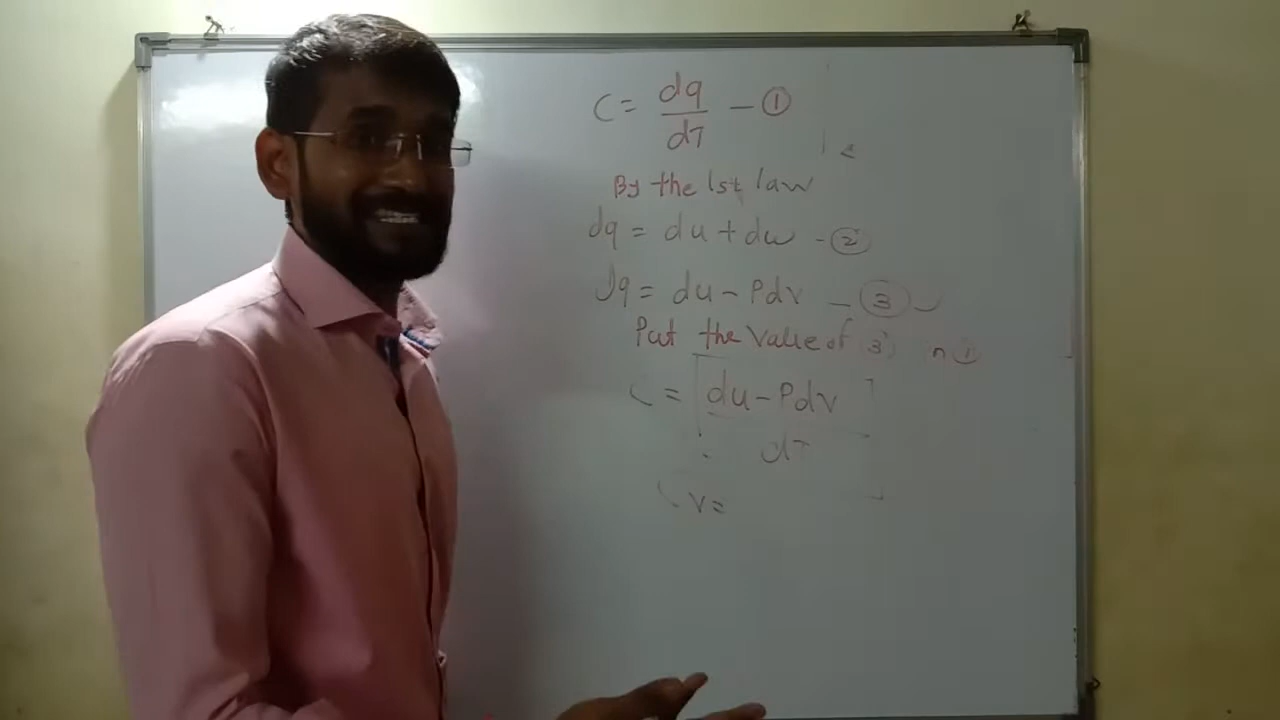 C = dq/dT - ①
By the 1st law
dq = du + dw - ②
dq = du - Pdv - ③
Put the Value of 3 in ①
C = [du - Pdv / dT]
Cv =